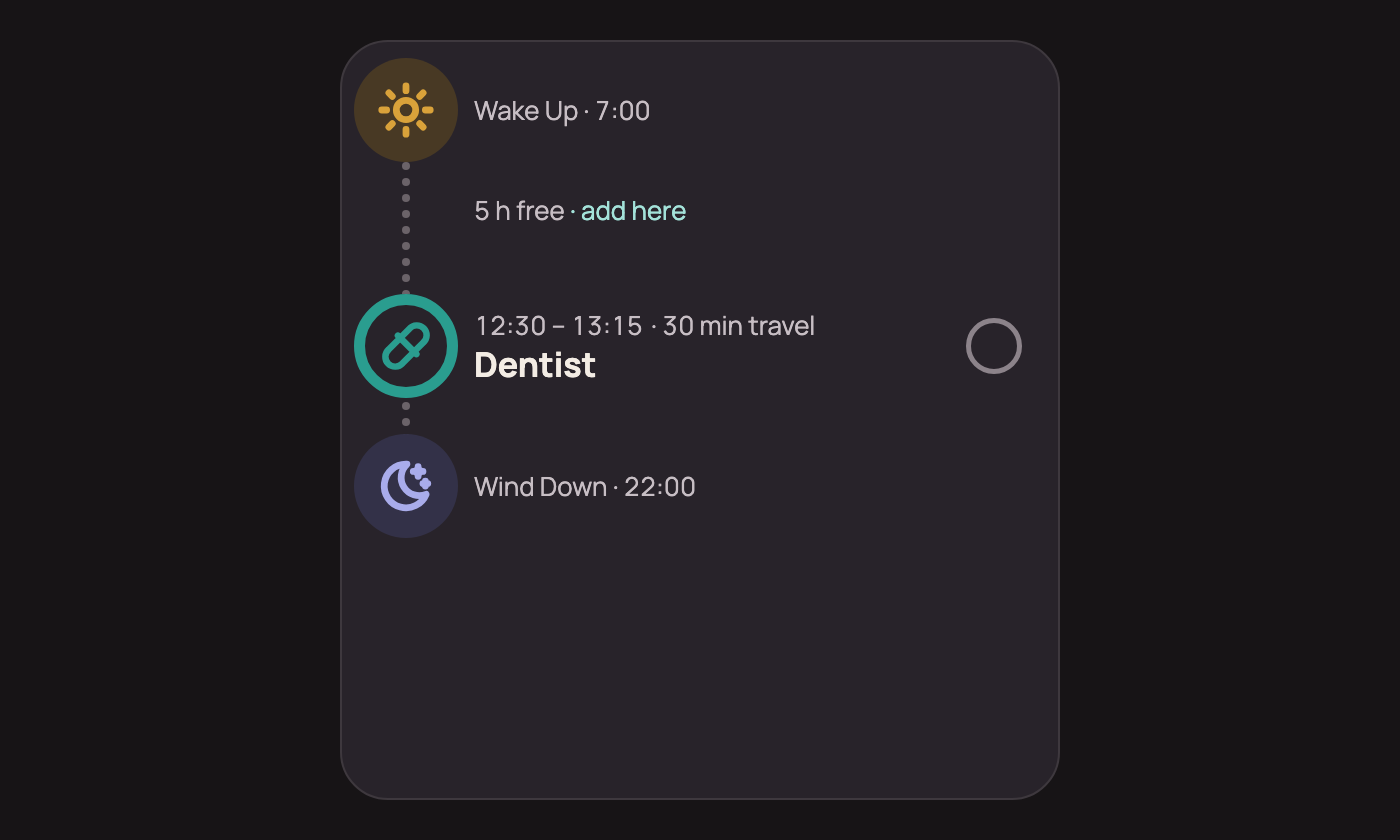 Wake Up · 7:00
5 h free · add here
12:30 – 13:15 · 30 min travel
Dentist
Wind Down · 22:00